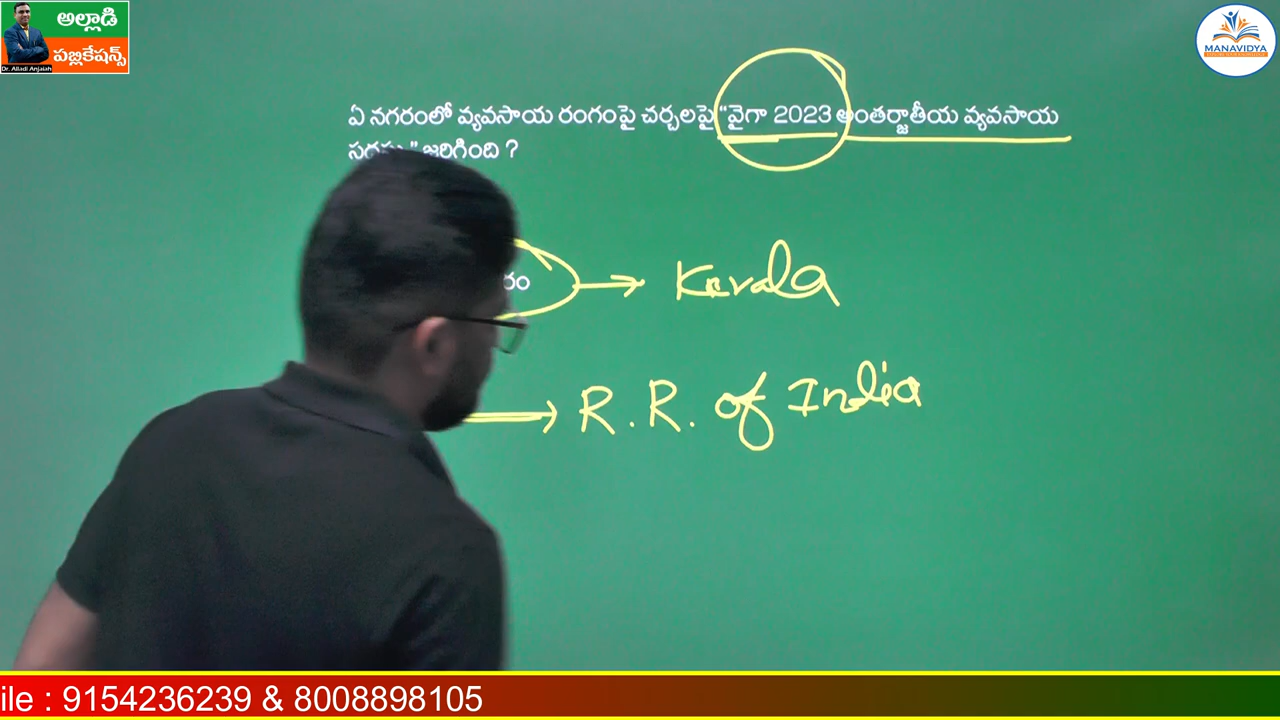 అల్లాడి
పబ్లికేషన్స్
Dr. Alladi Anjaiah
MANAVIDYA
ఏ నగరంలో వ్యవసాయ రంగంపై చర్చలపై "వైగా 2023 అంతర్జాతీయ వ్యవసాయ
జరిగింది ?
రం → Kerala
→ R. R. of India
ile : 9154236239 & 8008898105